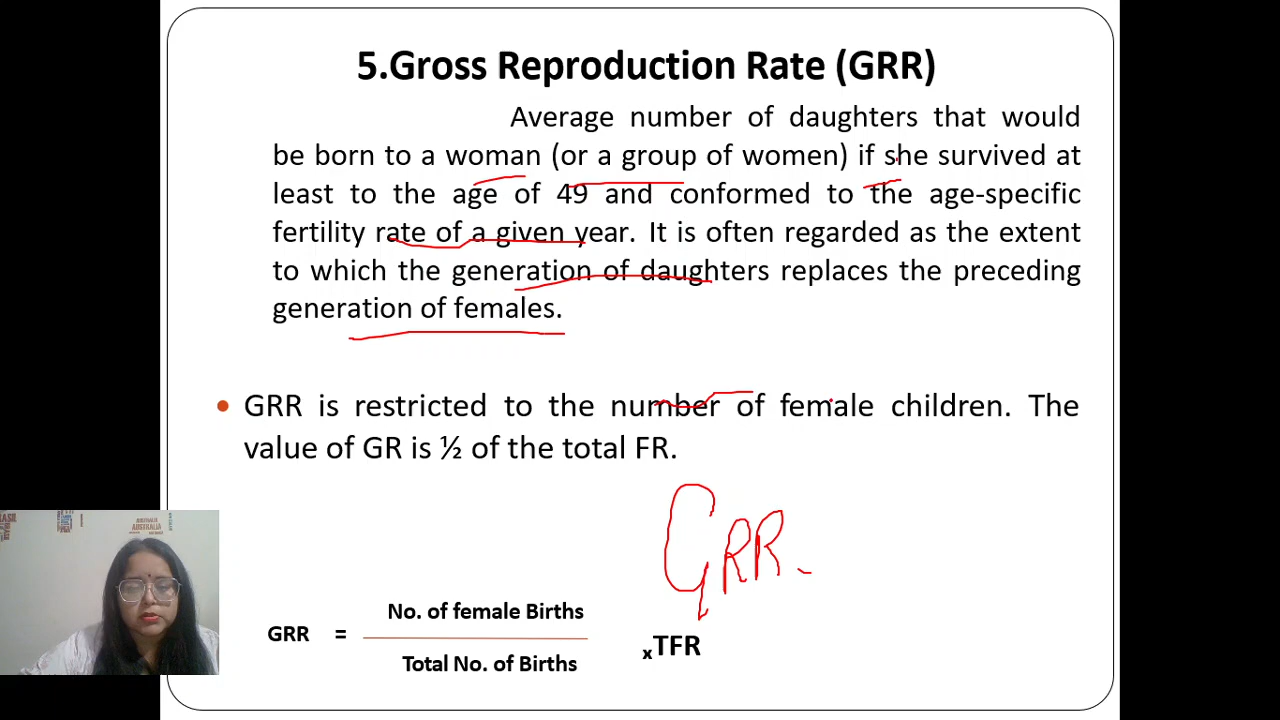 5.Gross Reproduction Rate (GRR)
Average number of daughters that would
be born to a woman (or a group of women) if she survived at
least to the age of 49 and conformed to the age-specific
fertility rate of a given year. It is often regarded as the extent
to which the generation of daughters replaces the preceding
generation of females.
• GRR is restricted to the number of female children. The
value of GR is ½ of the total FR.
GRR
No. of female Births
GRR =
Total No. of Births
xTFR